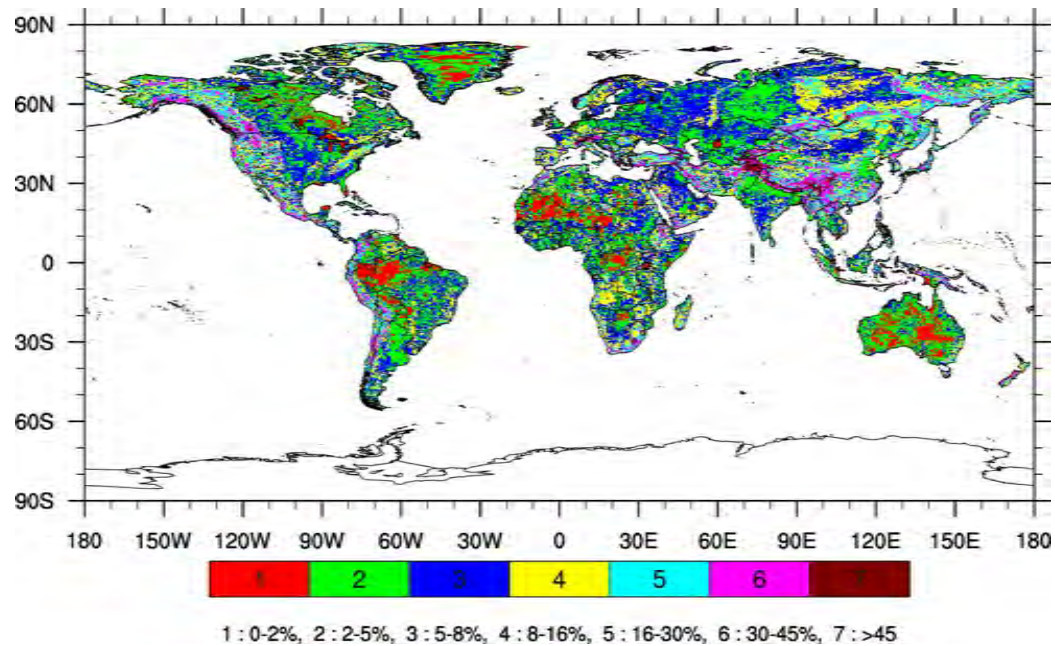 90N
60N
30N
0
30S
60S
90S
180 150W 120W 90W 60W 30W 0 30E 60E 90E 120E 150E 180
1 2 3 4 5 6 7
1 : 0-2%, 2 : 2-5%, 3 : 5-8%, 4 : 8-16%, 5 : 16-30%, 6 : 30-45%, 7 : >45